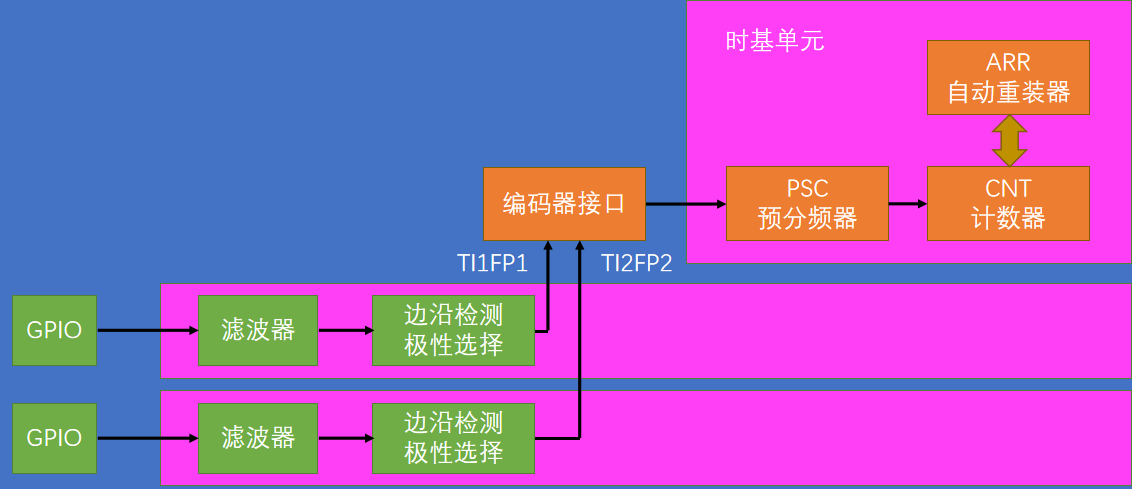 时基单元
ARR
自动重装器
编码器接口
PSC
预分频器
CNT
计数器
TI1FP1
TI2FP2
GPIO
滤波器
边沿检测
极性选择
GPIO
滤波器
边沿检测
极性选择